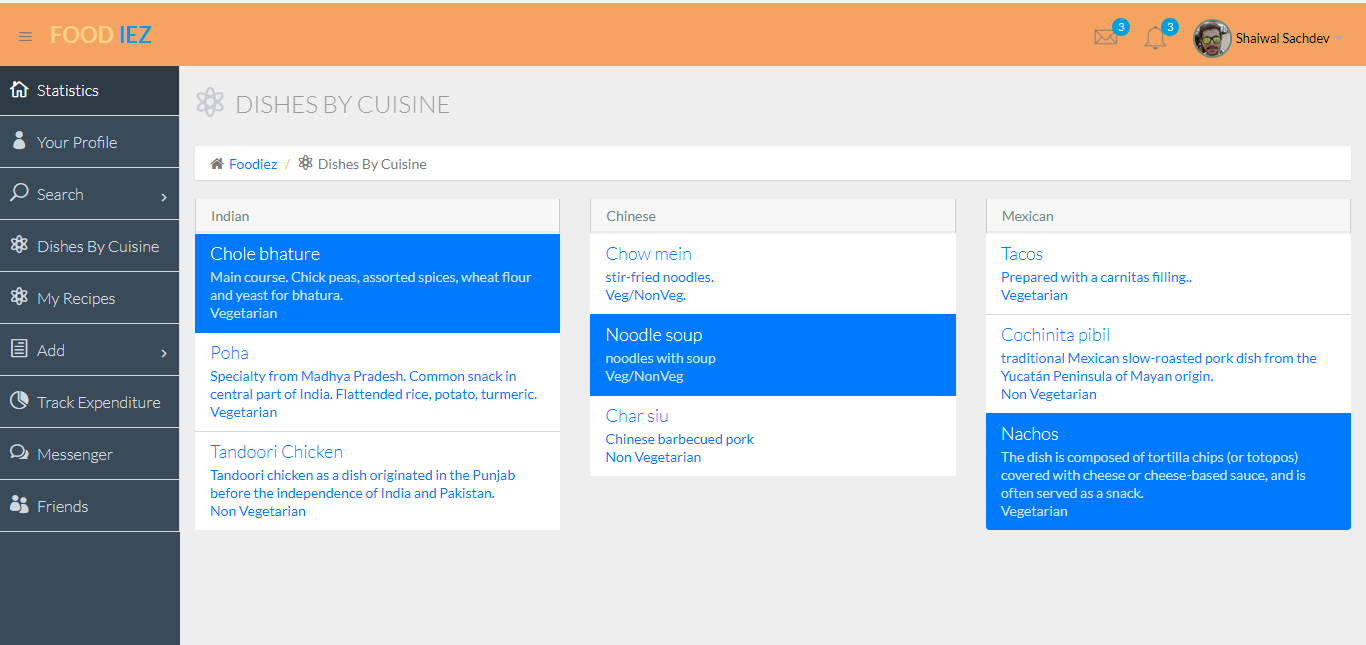 FOOD IEZ
3
3
Shaiwal Sachdev
Statistics
Your Profile
Search
Dishes By Cuisine
My Recipes
Add
Track Expenditure
Messenger
Friends
DISHES BY CUISINE
Foodiez / Dishes By Cuisine
Indian
Chole bhature
Main course. Chick peas, assorted spices, wheat flour
and yeast for bhatura.
Vegetarian
Poha
Specialty from Madhya Pradesh. Common snack in
central part of India. Flattended rice, potato, turmeric.
Vegetarian
Tandoori Chicken
Tandoori chicken as a dish originated in the Punjab
before the independence of India and Pakistan.
Non Vegetarian
Chinese
Chow mein
stir-fried noodles.
Veg/NonVeg.
Noodle soup
noodles with soup
Veg/NonVeg
Char siu
Chinese barbecued pork
Non Vegetarian
Mexican
Tacos
Prepared with a carnitas filling..
Vegetarian
Cochinita pibil
traditional Mexican slow-roasted pork dish from the
Yucatán Peninsula of Mayan origin.
Non Vegetarian
Nachos
The dish is composed of tortilla chips (or totopos)
covered with cheese or cheese-based sauce, and is
often served as a snack.
Vegetarian